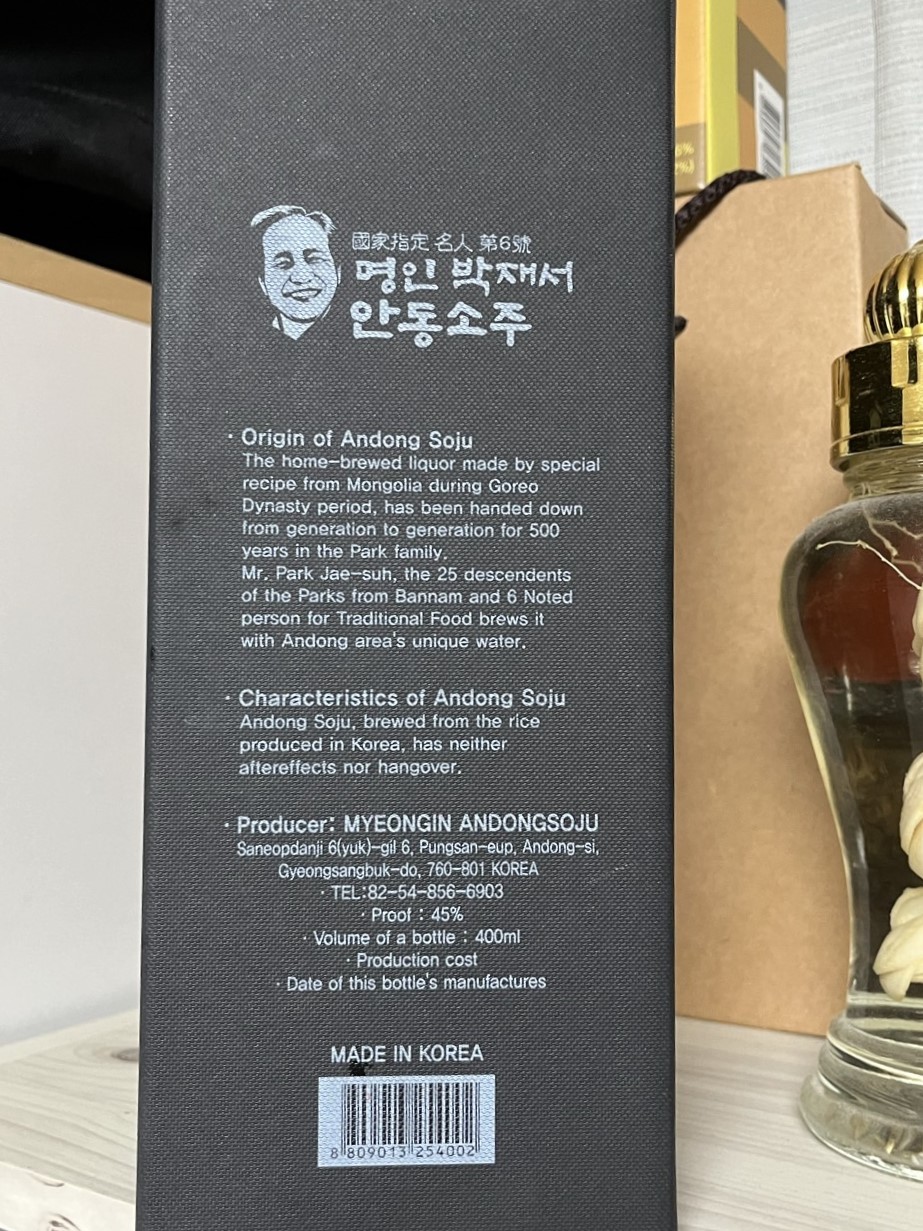 國家指定 名人 第6號
명인 박재서
안동소주
· Origin of Andong Soju
The home-brewed liquor made by special
recipe from Mongolia during Goreo
Dynasty period, has been handed down
from generation to generation for 500
years in the Park family.
Mr. Park Jae-suh, the 25 descendents
of the Parks from Bannam and 6 Noted
person for Traditional Food brews it
with Andong area's unique water.
· Characteristics of Andong Soju
Andong Soju, brewed from the rice
produced in Korea, has neither
aftereffects nor hangover.
· Producer: MYEONGIN ANDONGSOJU
Saneopdanji 6(yuk)-gil 6, Pungsan-eup, Andong-si,
Gyeongsangbuk-do, 760-801 KOREA
· TEL:82-54-856-6903
· Proof : 45%
· Volume of a bottle : 400ml
· Production cost
· Date of this bottle's manufactures
MADE IN KOREA
8 809013 254002